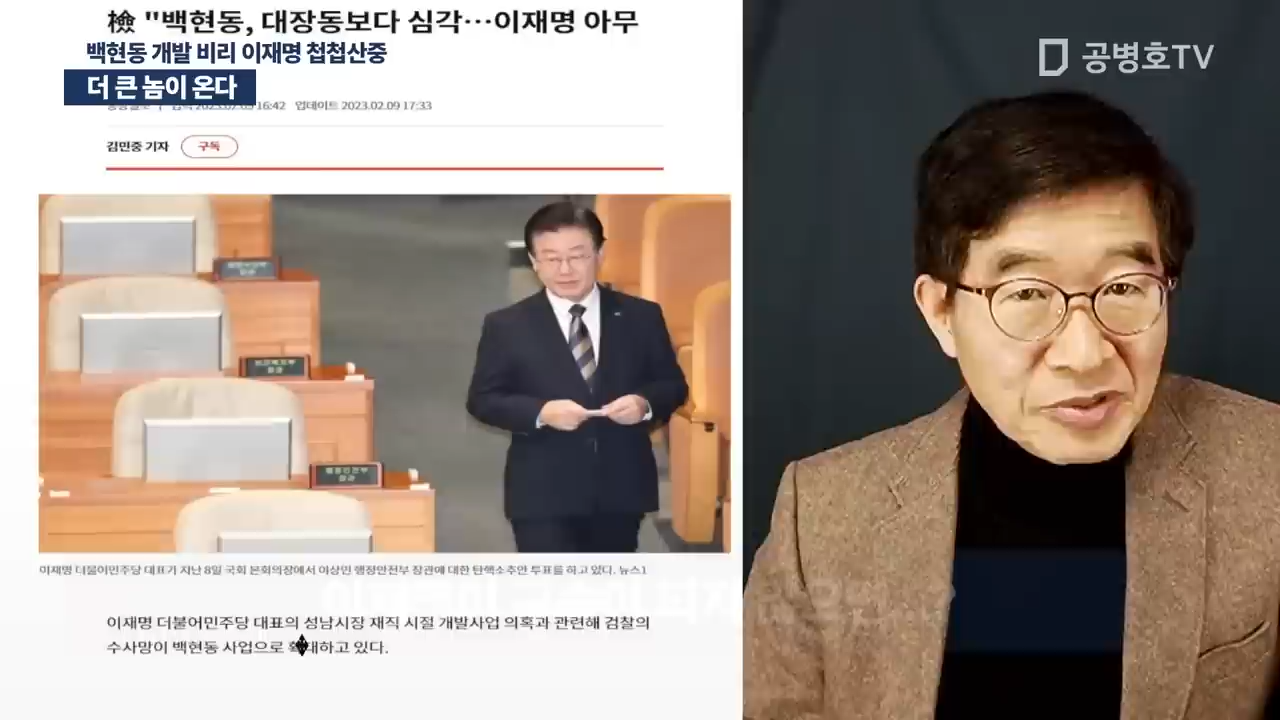 檢 "백현동, 대장동보다 심각…이재명 아무
백현동 개발 비리 이재명 첩첩산중
더 큰 놈이 온다
공병호TV
16:42 업데이트 2023.02.09 17:33
김민중 기자 구독
이재명 더불어민주당 대표가 지난 8일 국회 본회의장에서 이상민 행정안전부 장관에 대한 탄핵소추안 투표를 하고 있다. 뉴스1
이재명 더불어민주당 대표의 성남시장 재직 시절 개발사업 의혹과 관련해 검찰의
수사망이 백현동 사업으로 확대하고 있다.